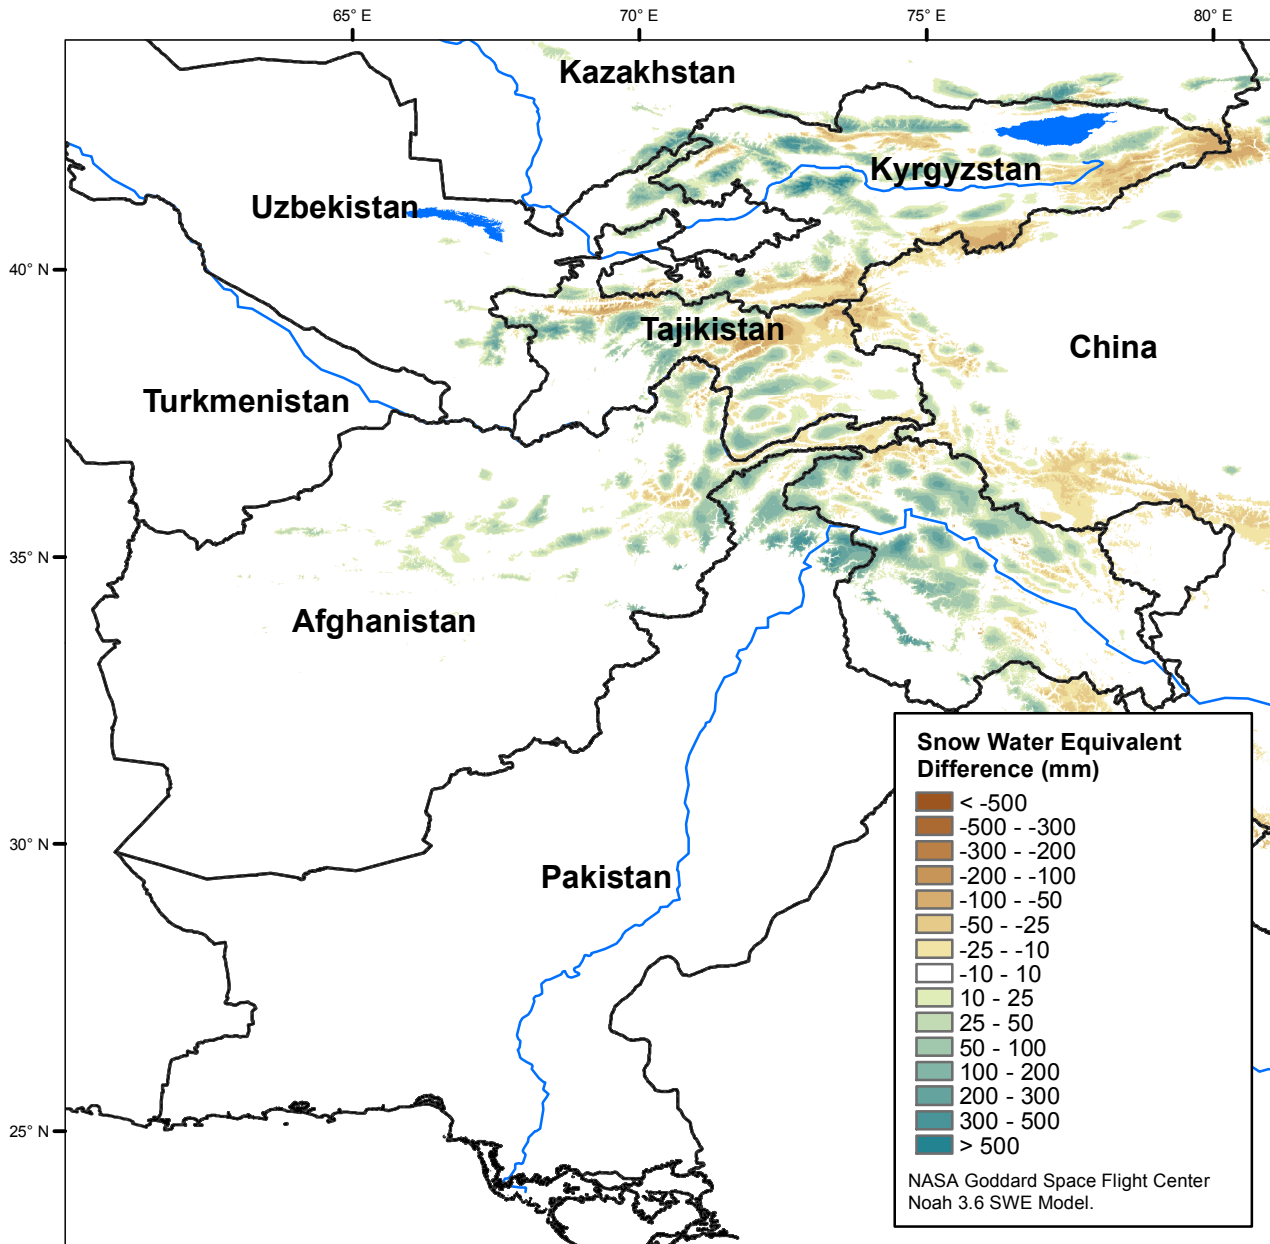 65° E 70° E 75° E 80° E
Kazakhstan
Kyrgyzstan
Uzbekistan
40° N
Tajikistan
China
Turkmenistan
35° N
Afghanistan
Snow Water Equivalent
Difference (mm)
< -500
-500 - -300
-300 - -200
-200 - -100
-100 - -50
-50 - -25
-25 - -10
-10 - 10
10 - 25
25 - 50
50 - 100
100 - 200
200 - 300
300 - 500
> 500
NASA Goddard Space Flight Center
Noah 3.6 SWE Model.
30° N
Pakistan
25° N